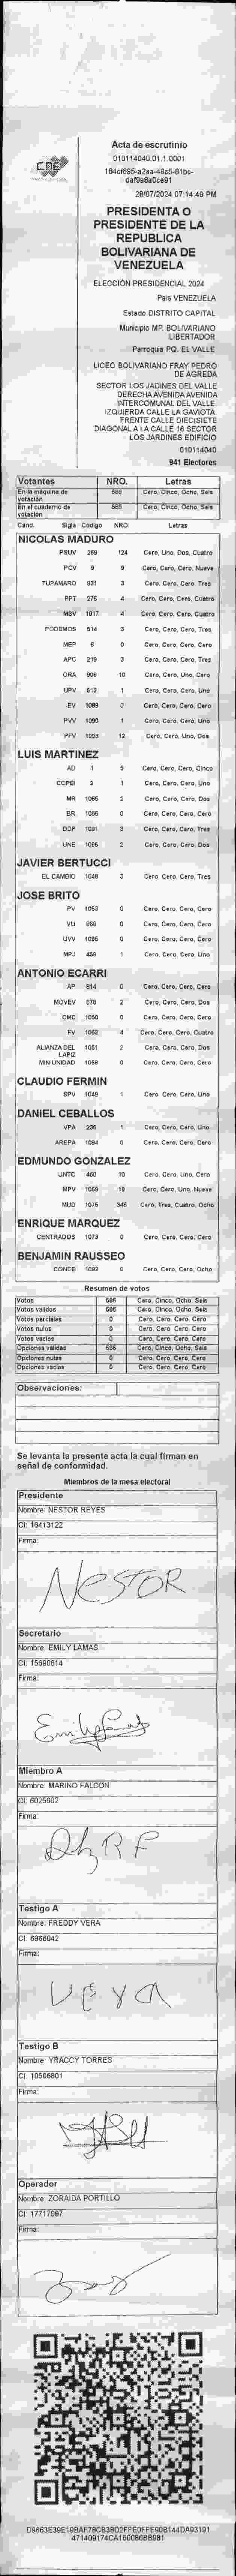 CNE
Acta de escrutinio
010114040.01.1.0001
28/07/2024 07:14:49 PM
PRESIDENTA O
PRESIDENTE DE LA
REPUBLICA
BOLIVARIANA DE
VENEZUELA
ELECCIÓN PRESIDENCIAL 2024
Pais VENEZUELA
Estado DISTRITO CAPITAL
Municipio MP. BOLIVARIANO
LIBERTADOR
Parroquia PQ. EL VALLE
LICEO BOLIVARIANO FRAY PEDRO
DE AGREDA
SECTOR LOS JADINES DEL VALLE
DERECHA AVENIDA AVENIDA
INTERCOMUNAL DEL VALLE.
IZQUIERDA CALLE LA GAVIOTA.
FRENTE CALLE DIECISIETE
DIAGONAL A LA CALLE 16 SECTOR
LOS JARDINES EDIFICIO
010114040
941 Electores
Votantes NRO. Letras
En la máquina de votación 586 Cero, Cinco, Ocho, Seis
En el cuaderno de votación 586 Cero, Cinco, Ocho, Seis
Cand. Sigla Código NRO. Letras
NICOLAS MADURO
PSUV 269 124 Cero, Uno, Dos, Cuatro
PCV 9 9 Cero, Cero, Cero, Nueve
TUPAMARO 931 3 Cero, Cero, Cero, Tres
PPT 276 4 Cero, Cero, Cero, Cuatro
MSV 1017 4 Cero, Cero, Cero, Cuatro
PODEMOS 514 3 Cero, Cero, Cero, Tres
MEP 6 0 Cero, Cero, Cero, Cero
APC 219 3 Cero, Cero, Cero, Tres
ORA 906 10 Cero, Cero, Uno, Cero
UPV 513 1 Cero, Cero, Cero, Uno
EV 1089 0 Cero, Cero, Cero, Cero
PVV 1090 1 Cero, Cero, Cero, Uno
PFV 1093 12 Cero, Cero, Uno, Dos
LUIS MARTINEZ
AD 1 5 Cero, Cero, Cero, Cinco
COPEI 2 1 Cero, Cero, Cero, Uno
MR 1065 2 Cero, Cero, Cero, Dos
BR 1066 0 Cero, Cero, Cero, Cero
DDP 1091 3 Cero, Cero, Cero, Tres
UNE 1095 2 Cero, Cero, Cero, Dos
JAVIER BERTUCCI
EL CAMBIO 1048 3 Cero, Cero, Cero, Tres
JOSE BRITO
PV 1053 0 Cero, Cero, Cero, Cero
VU 968 0 Cero, Cero, Cero, Cero
UVV 1086 0 Cero, Cero, Cero, Cero
MPJ 458 1 Cero, Cero, Cero, Uno
ANTONIO ECARRI
AP 914 0 Cero, Cero, Cero, Cero
MOVEV 978 2 Cero, Cero, Cero, Dos
CMC 1050 0 Cero, Cero, Cero, Cero
FV 1062 4 Cero, Cero, Cero, Cuatro
ALIANZA DEL LAPIZ 1051 2 Cero, Cero, Cero, Dos
MIN UNIDAD 1068 0 Cero, Cero, Cero, Cero
CLAUDIO FERMIN
SPV 1049 1 Cero, Cero, Cero, Uno
DANIEL CEBALLOS
VPA 236 1 Cero, Cero, Cero, Uno
AREPA 1084 0 Cero, Cero, Cero, Cero
EDMUNDO GONZALEZ
UNTC 460 10 Cero, Cero, Uno, Cero
MPV 1069 19 Cero, Cero, Uno, Nueve
MUD 1075 348 Cero, Tres, Cuatro, Ocho
ENRIQUE MARQUEZ
CENTRADOS 1073 0 Cero, Cero, Cero, Cero
BENJAMIN RAUSSEO
CONDE 1092 8 Cero, Cero, Cero, Ocho
Resumen de votos
Votos 586 Cero, Cinco, Ocho, Seis
Votos validos 586 Cero, Cinco, Ocho, Seis
Votos parciales 0 Cero, Cero, Cero, Cero
Votos nulos 0 Cero, Cero, Cero, Cero
Votos vacios 0 Cero, Cero, Cero, Cero
Opciones validas 586 Cero, Cinco, Ocho, Seis
Opciones nulas 0 Cero, Cero, Cero, Cero
Opciones vacias 0 Cero, Cero, Cero, Cero
Observaciones:
Se levanta la presente acta la cual firman en
señal de conformidad.
Miembros de la mesa electoral
Presidente
Nombre: NESTOR REYES
CI: 16413122
Firma:
NESTOR
Secretario
Nombre: EMILY LAMAS
CI: 15690614
Firma:
Miembro A
Nombre: MARINO FALCON
CI: 6025602
Firma:
Testigo A
Nombre: FREDDY VERA
CI: 6966042
Firma:
VERA
Testigo B
Nombre: YRACCY TORRES
CI: 10506801
Firma:
Operador
Nombre: ZORAIDA PORTILLO
CI: 17717997
Firma: